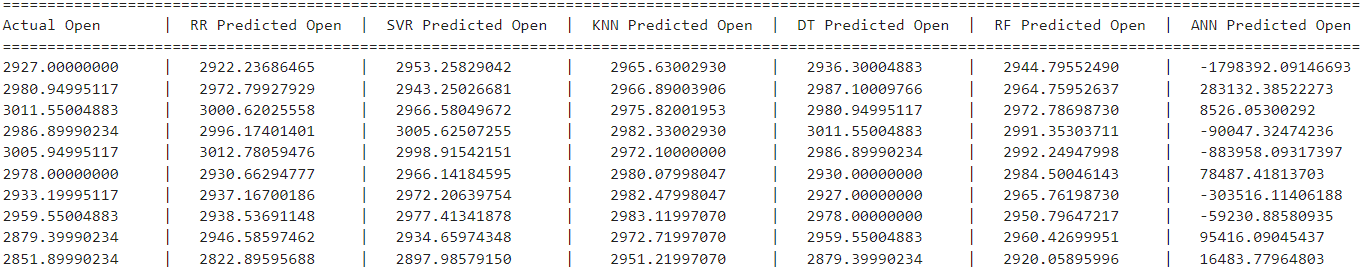 Actual Open | RR Predicted Open | SVR Predicted Open | KNN Predicted Open | DT Predicted Open | RF Predicted Open | ANN Predicted Open
2927.00000000 | 2922.23686465 | 2953.25829042 | 2965.63002930 | 2936.30004883 | 2944.79552490 | -1798392.09146693
2980.94995117 | 2972.79927929 | 2943.25026681 | 2966.89003906 | 2987.10009766 | 2964.75952637 | 283132.38522273
3011.55004883 | 3000.62025558 | 2966.58049672 | 2975.82001953 | 2980.94995117 | 2972.78698730 | 8526.05300292
2986.89990234 | 2996.17401401 | 3005.62507255 | 2982.33002930 | 3011.55004883 | 2991.35303711 | -90047.32474236
3005.94995117 | 3012.78059476 | 2998.91542151 | 2972.10000000 | 2986.89990234 | 2992.24947998 | -883958.09317397
2978.00000000 | 2930.66294777 | 2966.14184595 | 2980.07998047 | 2930.00000000 | 2984.50046143 | 78487.41813703
2933.19995117 | 2937.16700186 | 2972.20639754 | 2982.47998047 | 2927.00000000 | 2965.76198730 | -303516.11406188
2959.55004883 | 2938.53691148 | 2977.41341878 | 2983.11997070 | 2978.00000000 | 2950.79647217 | -59230.88580935
2879.39990234 | 2946.58597462 | 2934.65974348 | 2972.71997070 | 2959.55004883 | 2960.42699951 | 95416.09045437
2851.89990234 | 2822.89595688 | 2897.98579150 | 2951.21997070 | 2879.39990234 | 2920.05895996 | 16483.77964803